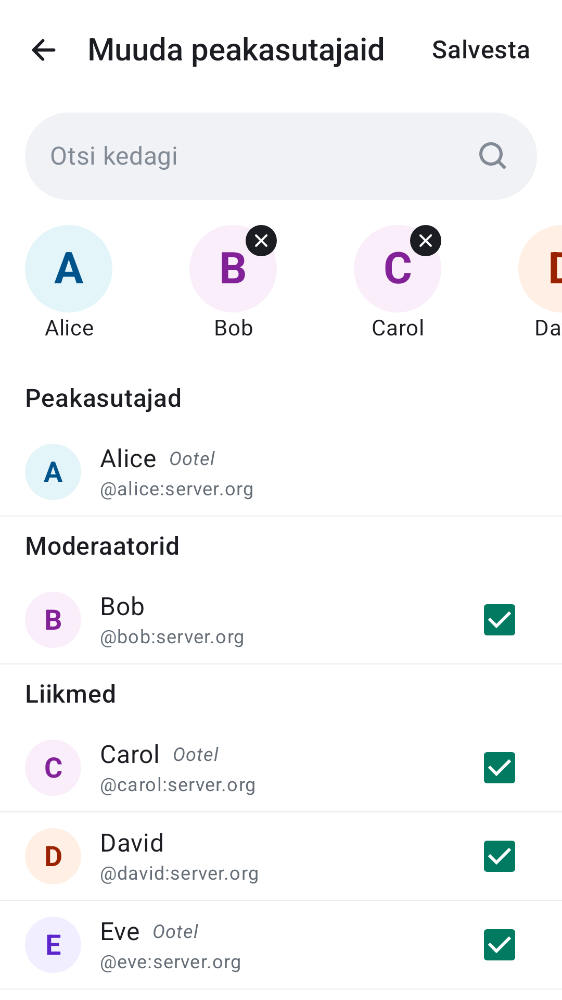 Muuda peakasutajaid Salvesta
Otsi kedagi
A B C D
Alice Bob Carol Da
Peakasutajad
A Alice Ootel
@alice:server.org
Moderaatorid
B Bob
@bob:server.org
Liikmed
C Carol Ootel
@carol:server.org
D David
@david:server.org
E Eve Ootel
@eve:server.org